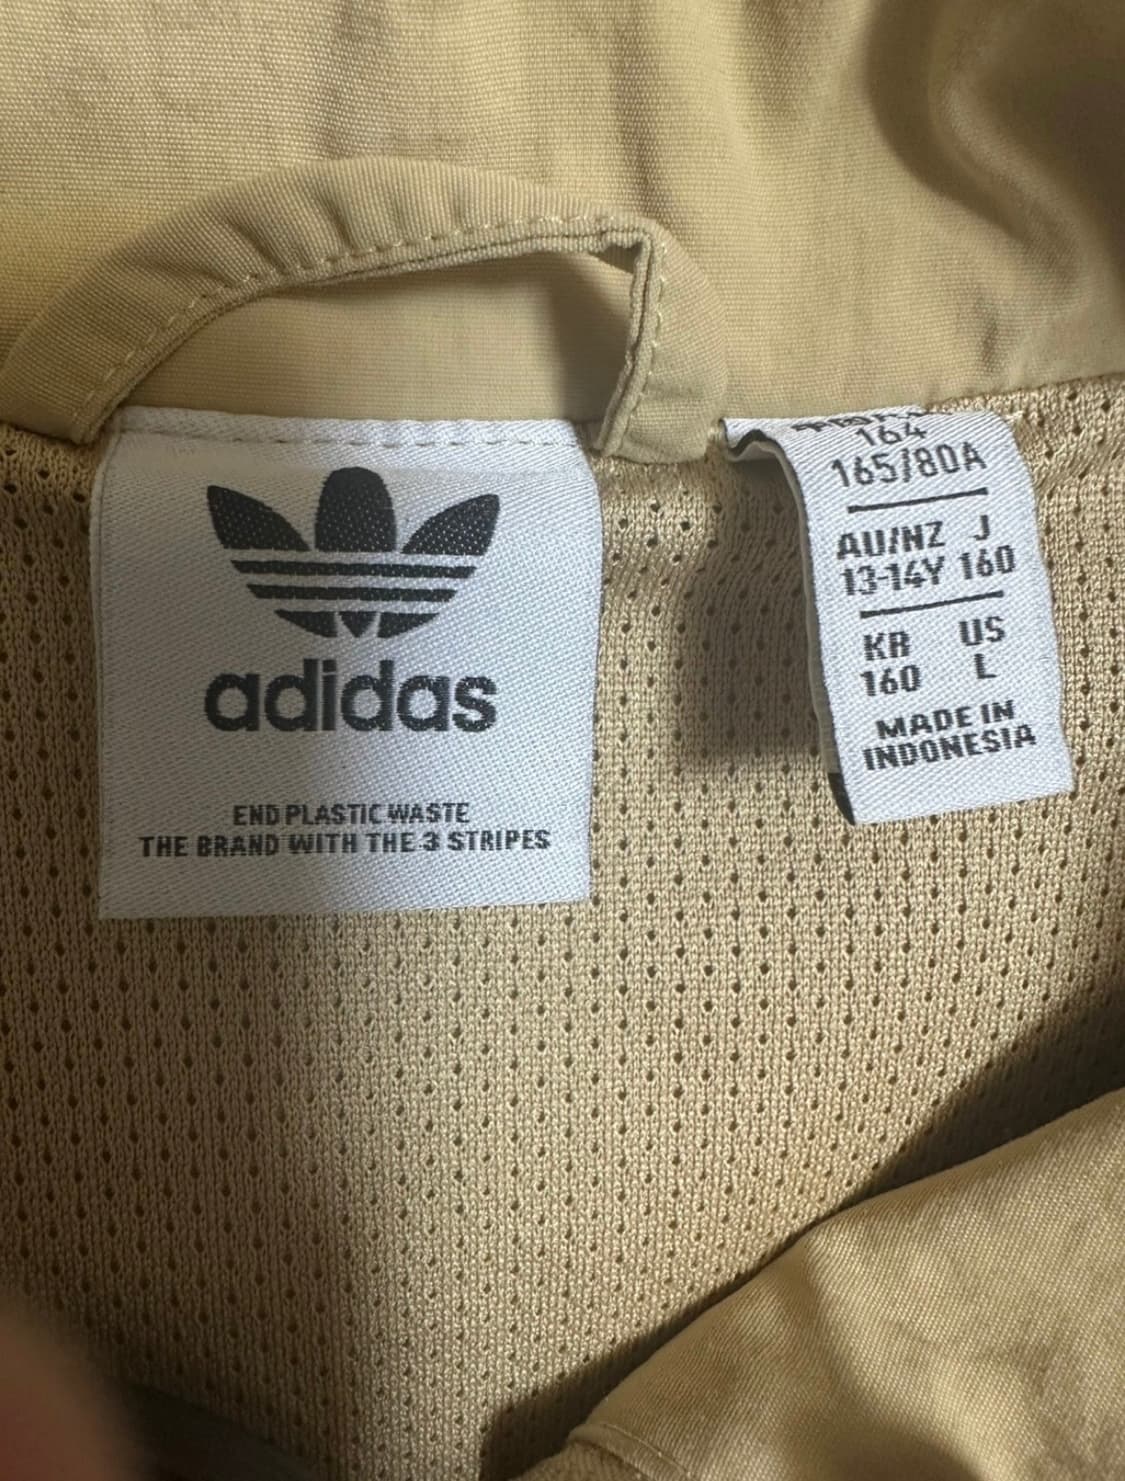 adidas
END PLASTIC WASTE
THE BRAND WITH THE 3 STRIPES
164
165/80A
AU/NZ J
13-14Y 160
KR US
160 L
MADE IN
INDONESIA